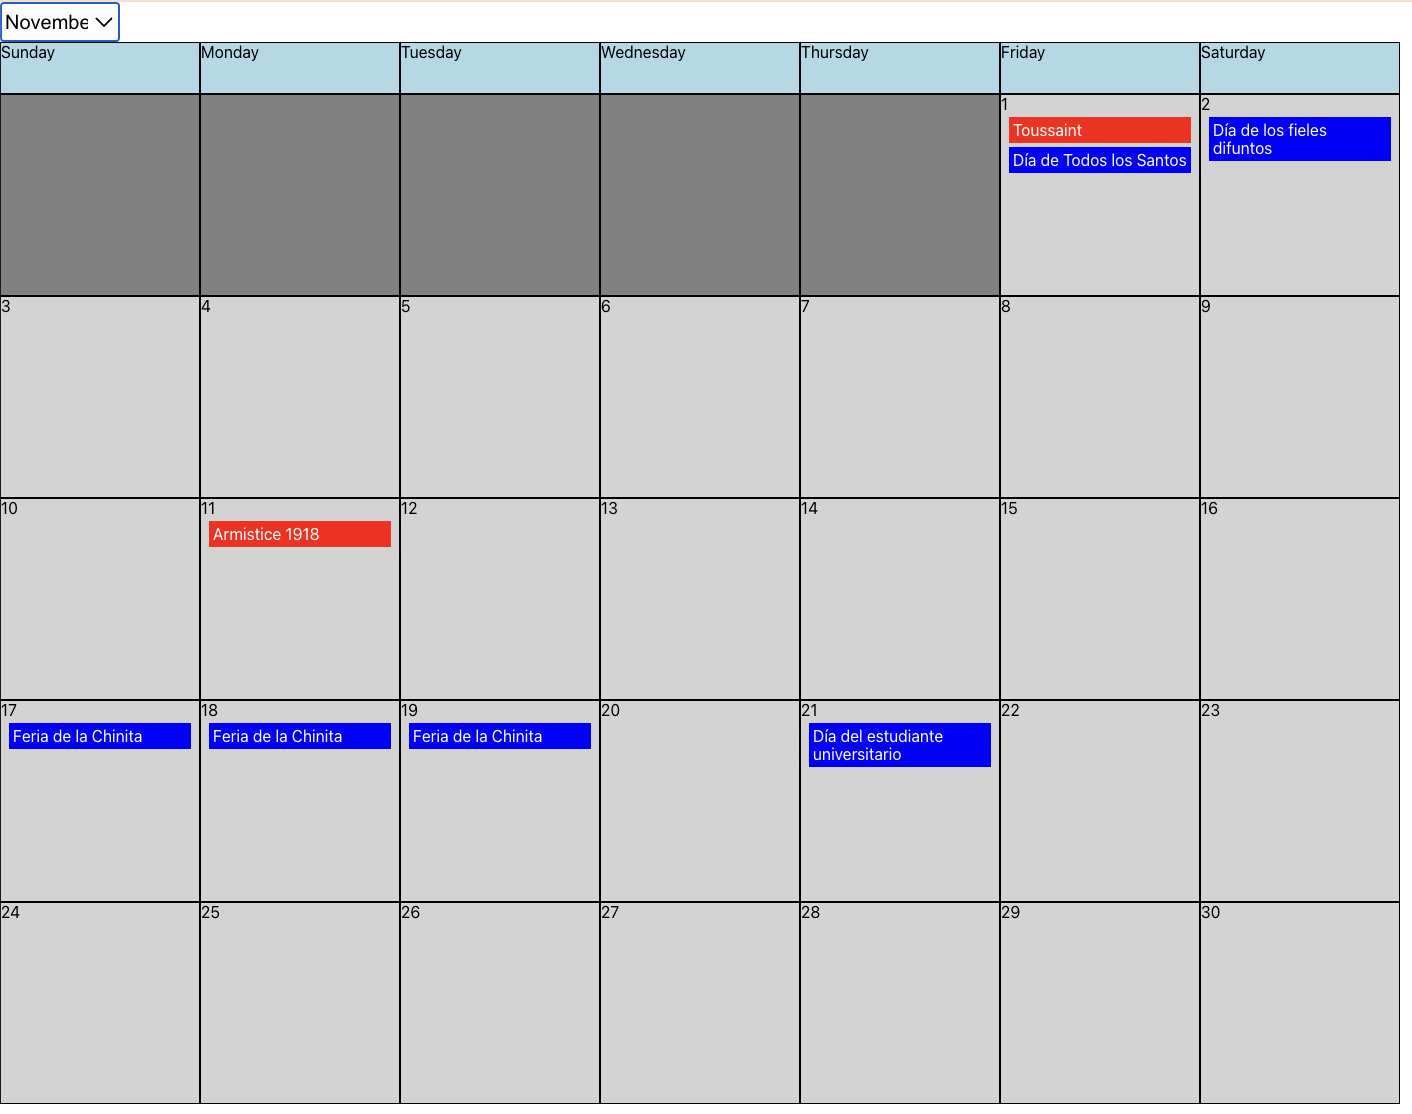 Novembe
Sunday Monday Tuesday Wednesday Thursday Friday Saturday
1 2
Toussaint
Día de Todos los Santos
Día de los fieles
difuntos
3 4 5 6 7 8 9
10 11 12 13 14 15 16
Armistice 1918
17 18 19 20 21 22 23
Feria de la Chinita Feria de la Chinita Feria de la Chinita
Día del estudiante
universitario
24 25 26 27 28 29 30